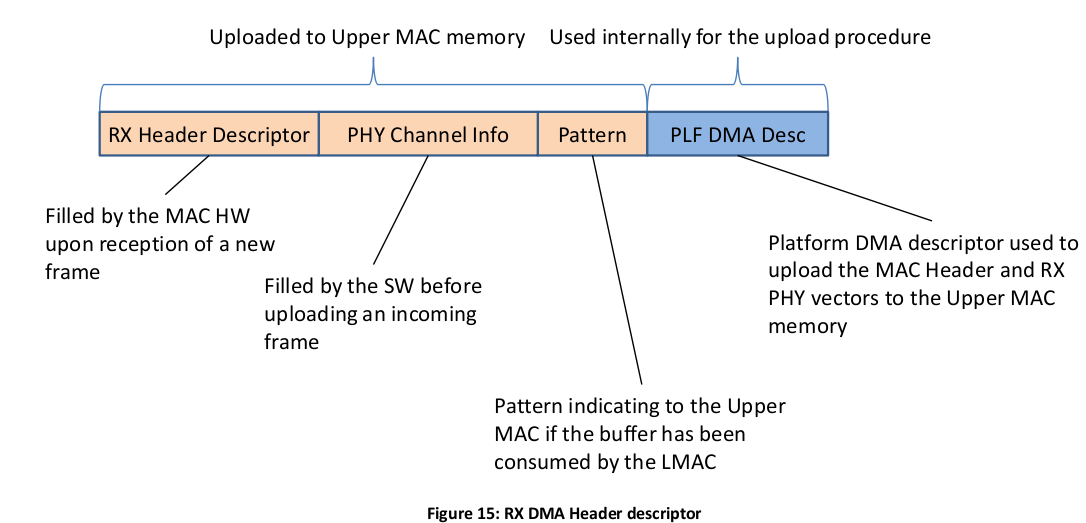 Uploaded to Upper MAC memory
Used internally for the upload procedure
RX Header Descriptor
PHY Channel Info
Pattern
PLF DMA Desc
Filled by the MAC HW
upon reception of a new
frame
Filled by the SW before
uploading an incoming
frame
Platform DMA descriptor used to
upload the MAC Header and RX
PHY vectors to the Upper MAC
memory
Pattern indicating to the Upper
MAC if the buffer has been
consumed by the LMAC
Figure 15: RX DMA Header descriptor